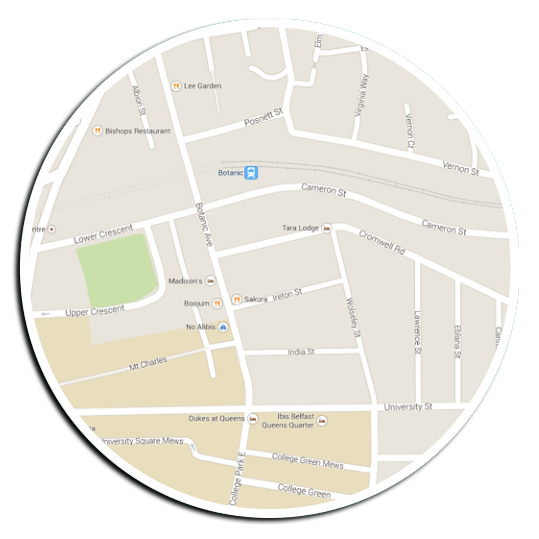 Elm
E
Albion St
Lee Garden
Virginia Way
Posnett St
Vernon Ct
Bishops Restaurant
Vernon St
Botanic
Cameron St
Botanic Ave
Cameron St
Tara Lodge
ntre
Lower Crescent
Cromwell Rd
Madison's
Sakura
Ireton St
Boojum
Upper Crescent
No Alibis
Wolseley St
Lawrence St
Eblana St
India St
Mt Charles
University St
Dukes at Queens
Ibis Belfast
Queens Quarter
University Square Mews
College Park E
College Green Mews
College Green